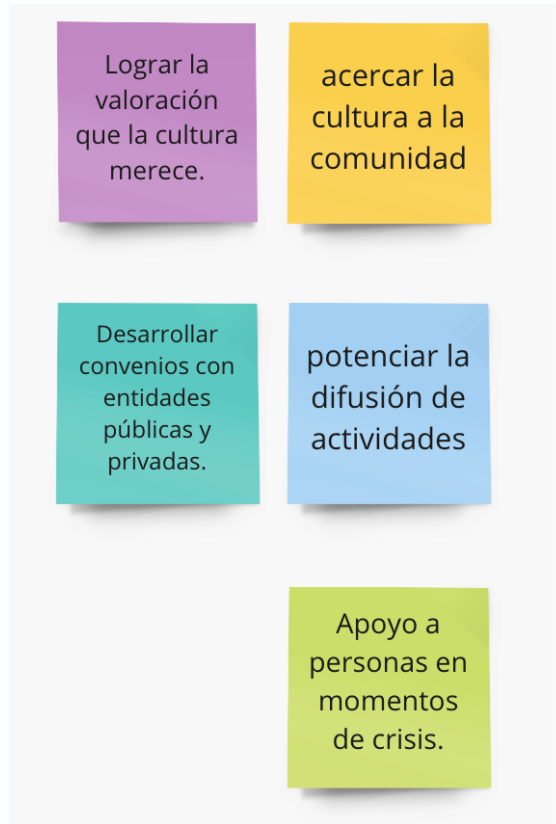 Lograr la
valoración
que la cultura
merece.
acercar la
cultura a la
comunidad
Desarrollar
convenios con
entidades
públicas y
privadas.
potenciar la
difusión de
actividades
Apoyo a
personas en
momentos
de crisis.